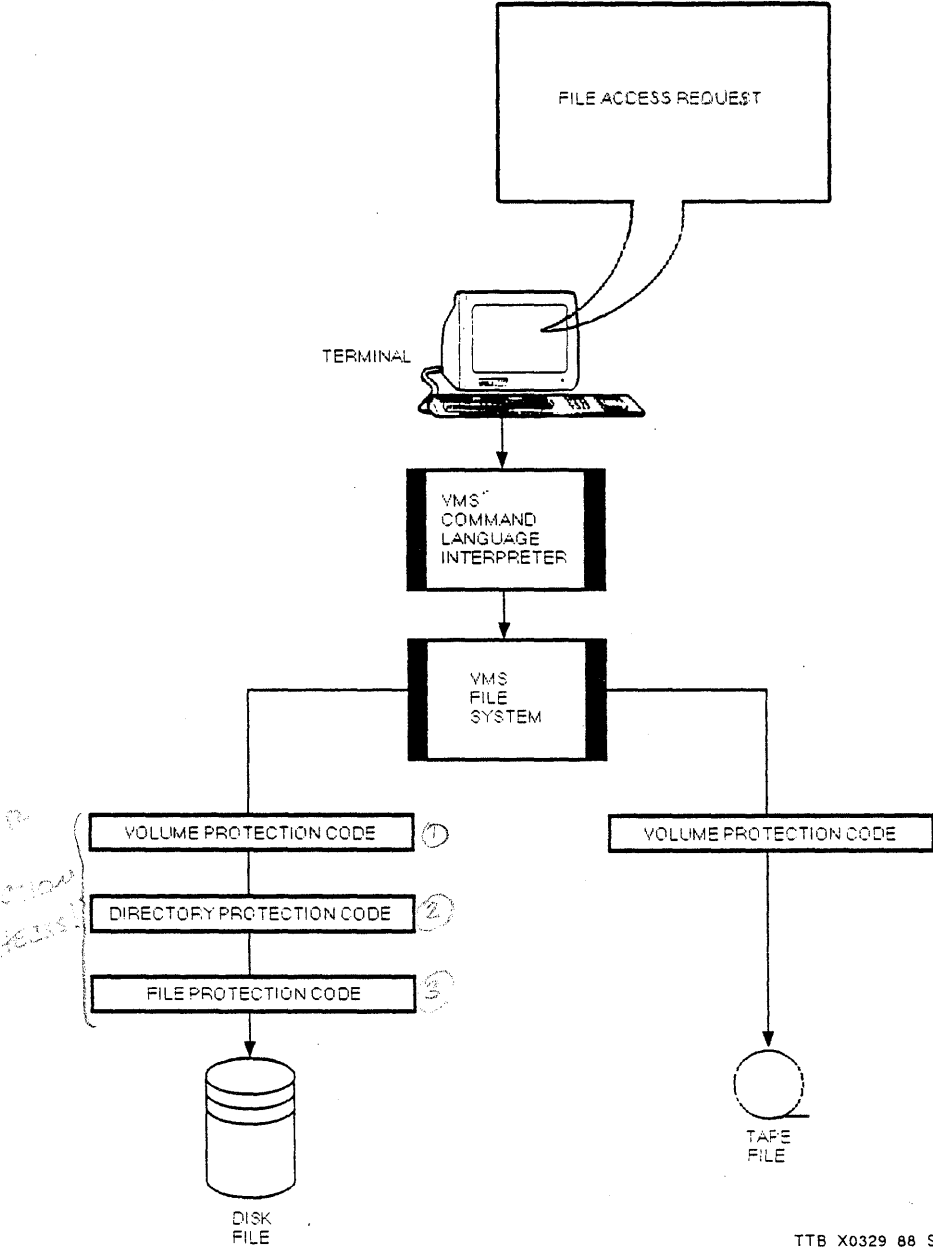 FILE ACCESS REQUEST
TERMINAL
VMS
COMMAND
LANGUAGE
INTERPRETER
VMS
FILE
SYSTEM
VOLUME PROTECTION CODE 1
VOLUME PROTECTION CODE
DIRECTORY PROTECTION CODE 2
FILE PROTECTION CODE 3
TAPE
FILE
DISK
FILE
TTB X0329 88 S